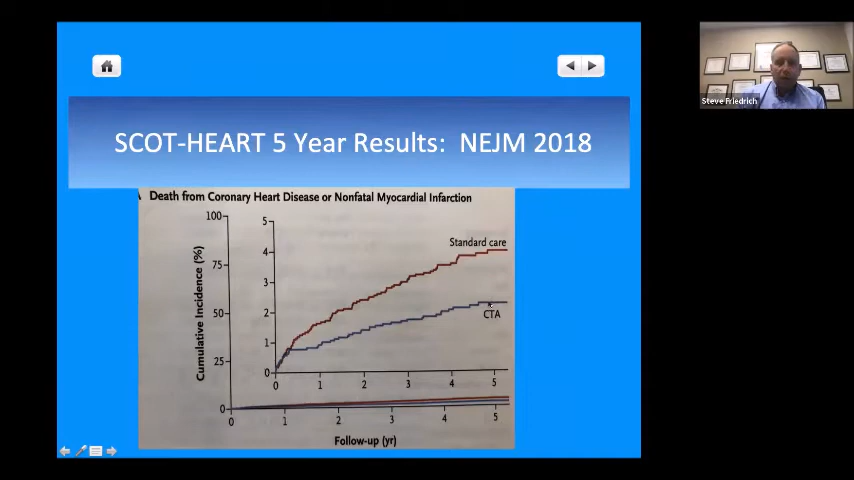 SCOT-HEART 5 Year Results: NEJM 2018
Death from Coronary Heart Disease or Nonfatal Myocardial Infarction
Cumulative Incidence (%)
100
75
50
25
0
5
4
3
2
1
0
Standard care
CTA
0 1 2 3 4 5
0 1 2 3 4 5
Follow-up (yr)
Steve Friedrich